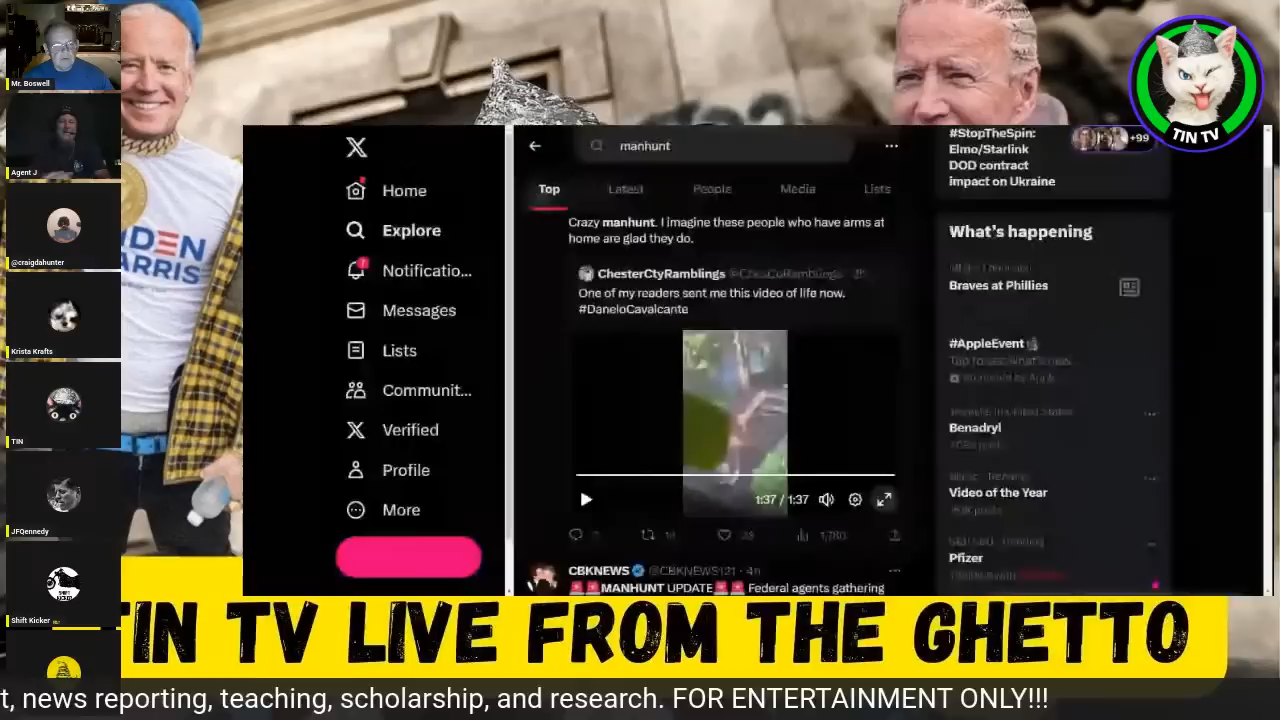 Mr. Boswell
Agent J
@craigdahunter
Krista Krafts
TIN
JFQennedy
Shift Kicker
DEN
ARRIS
TIN TV
X
Home
Explore
Notificatio...
Messages
Lists
Communit...
Verified
Profile
More
manhunt
Top
Latest
People
Media
Lists
Crazy manhunt. I imagine these people who have arms at
home are glad they do.
ChesterCtyRamblings
One of my readers sent me this video of life now.
#DaneloCavalcante
1:37 / 1:37
CBKNEWS @CBKNEWS121 · 4h
🚨🚨MANHUNT UPDATE🚨🚨 Federal agents gathering
#StopTheSpin:
Elmo/Starlink
DOD contract
impact on Ukraine
+99
What's happening
Braves at Phillies
#AppleEvent
Benadryl
Video of the Year
Pfizer
TIN TV LIVE FROM THE GHETTO
t, news reporting, teaching, scholarship, and research. FOR ENTERTAINMENT ONLY!!!